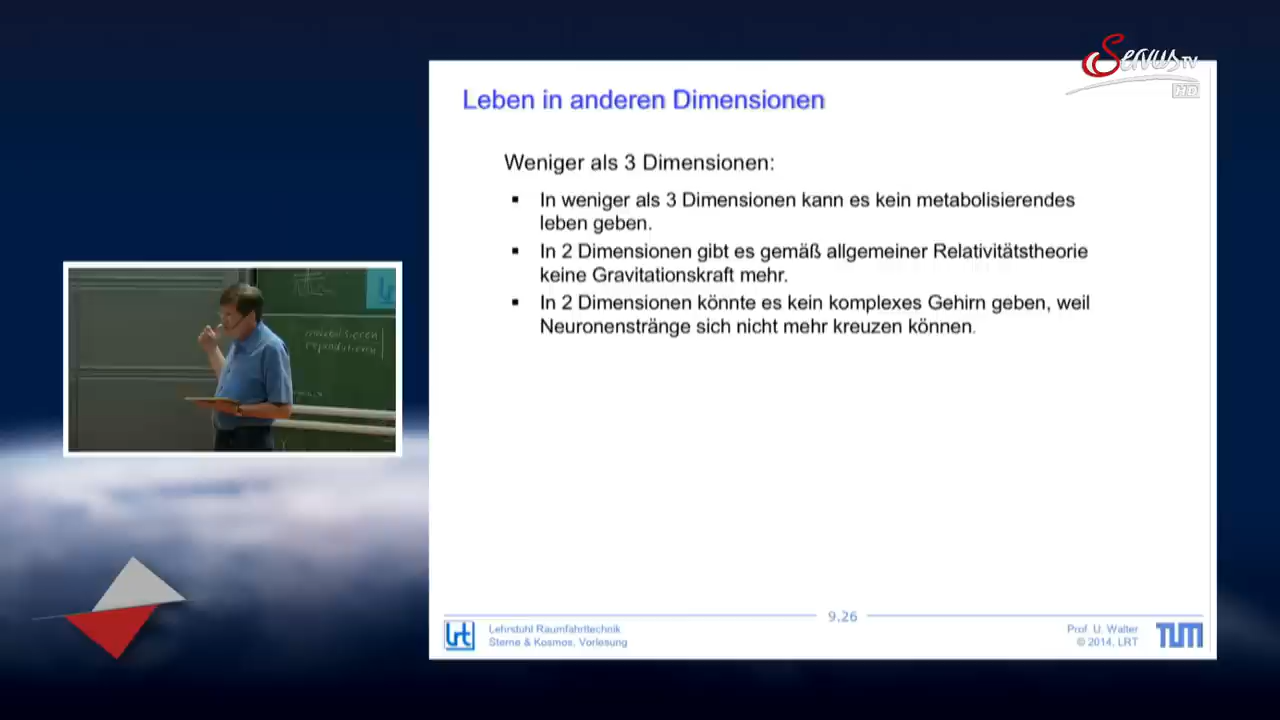 Servus TV
HD
Leben in anderen Dimensionen
Weniger als 3 Dimensionen:
In weniger als 3 Dimensionen kann es kein metabolisierendes
leben geben.
In 2 Dimensionen gibt es gemäß allgemeiner Relativitätstheorie
keine Gravitationskraft mehr.
In 2 Dimensionen könnte es kein komplexes Gehirn geben, weil
Neuronenstränge sich nicht mehr kreuzen können.
metabolisieren
reproduzieren
9.26
lrt
Lehrstuhl Raumfahrttechnik
Sterne & Kosmos, Vorlesung
Prof. U. Walter
© 2014, LRT
TUM